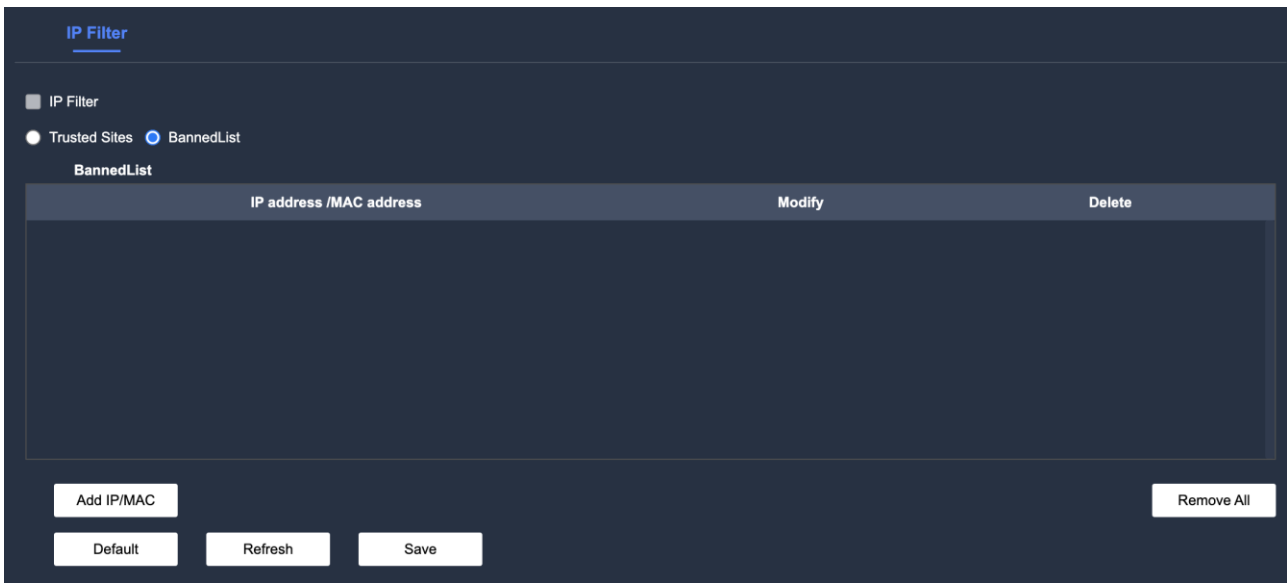 IP Filter
IP Filter
Trusted Sites BannedList
BannedList
IP address /MAC address Modify Delete
Add IP/MAC Remove All
Default Refresh Save